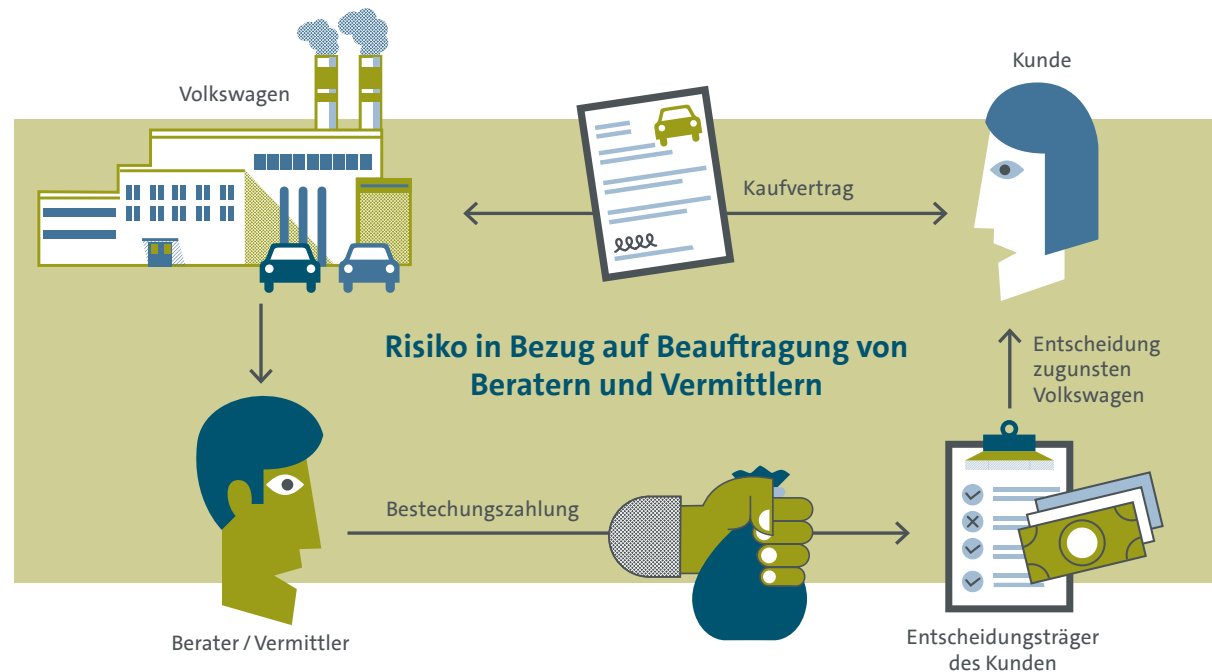 Kunde
Volkswagen
Kaufvertrag
Risiko in Bezug auf Beauftragung von
Beratern und Vermittlern
Entscheidung
zugunsten
Volkswagen
Bestechungszahlung
Berater / Vermittler
Entscheidungsträger
des Kunden